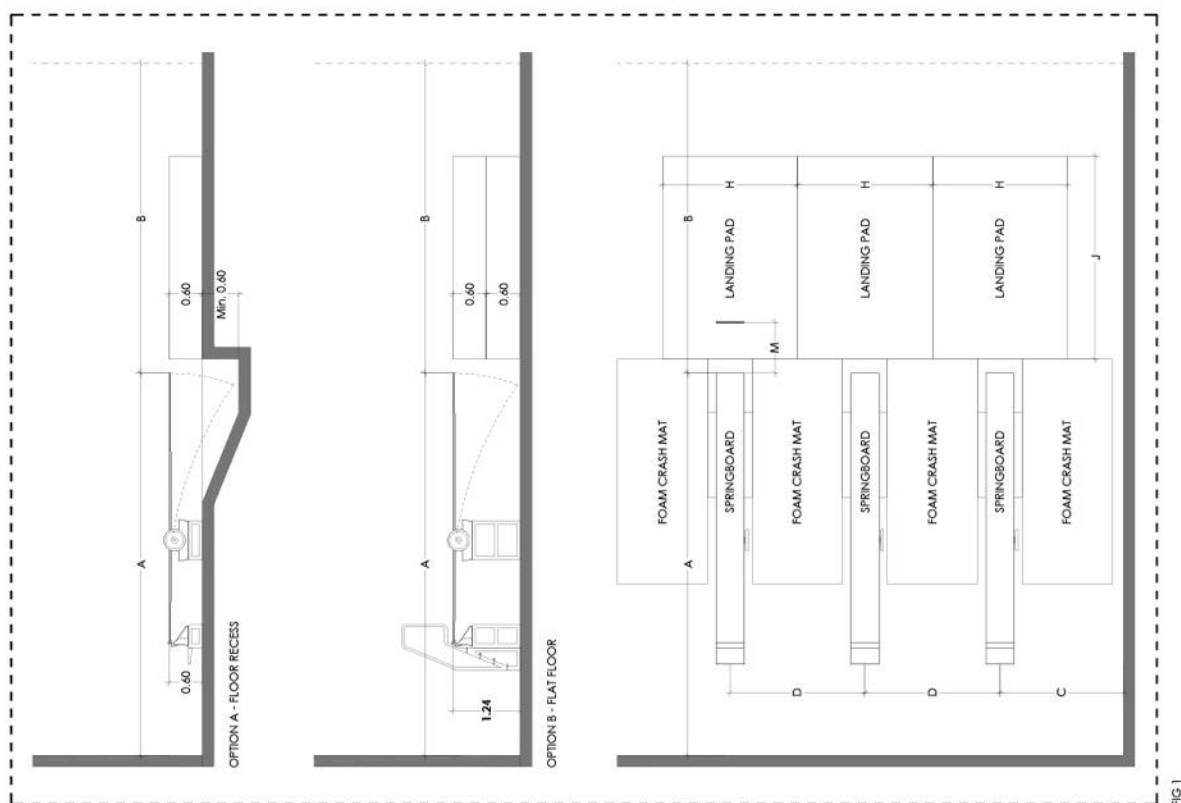 A
B
0.60
0.60
Min. 0.60
OPTION A - FLOOR RECESS
A
B
0.60
1.24
0.60
OPTION B - FLAT FLOOR
FOAM CRASH MAT
A
B
SPRINGBOARD
LANDING PAD
H
M
D
FOAM CRASH MAT
SPRINGBOARD
LANDING PAD
H
D
FOAM CRASH MAT
SPRINGBOARD
LANDING PAD
H
C
FOAM CRASH MAT
J
FIG 1